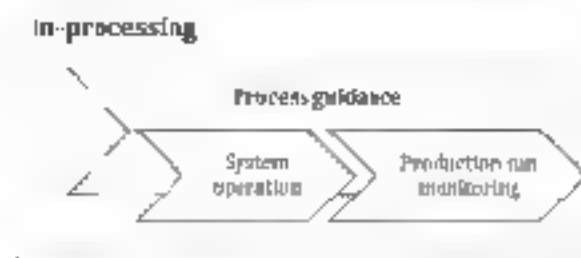 In-processing
Process guidance
System
operation
Production run
monitoring